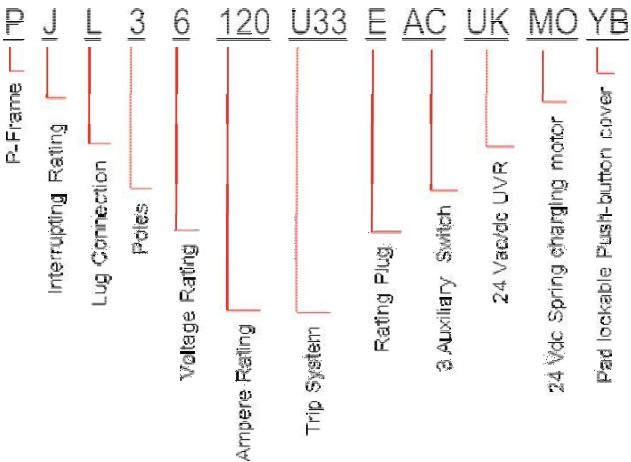 P J L 3 6 120 U33 E AC UK MO YB
P-Frame
Interrupting Rating
Lug Connection
Poles
Voltage Rating
Ampere Rating
Trip System
Rating Plug
3 Auxiliary Switch
24 Vac/dc UVR
24 Vdc Spring charging motor
Pad lockable Push-button cover